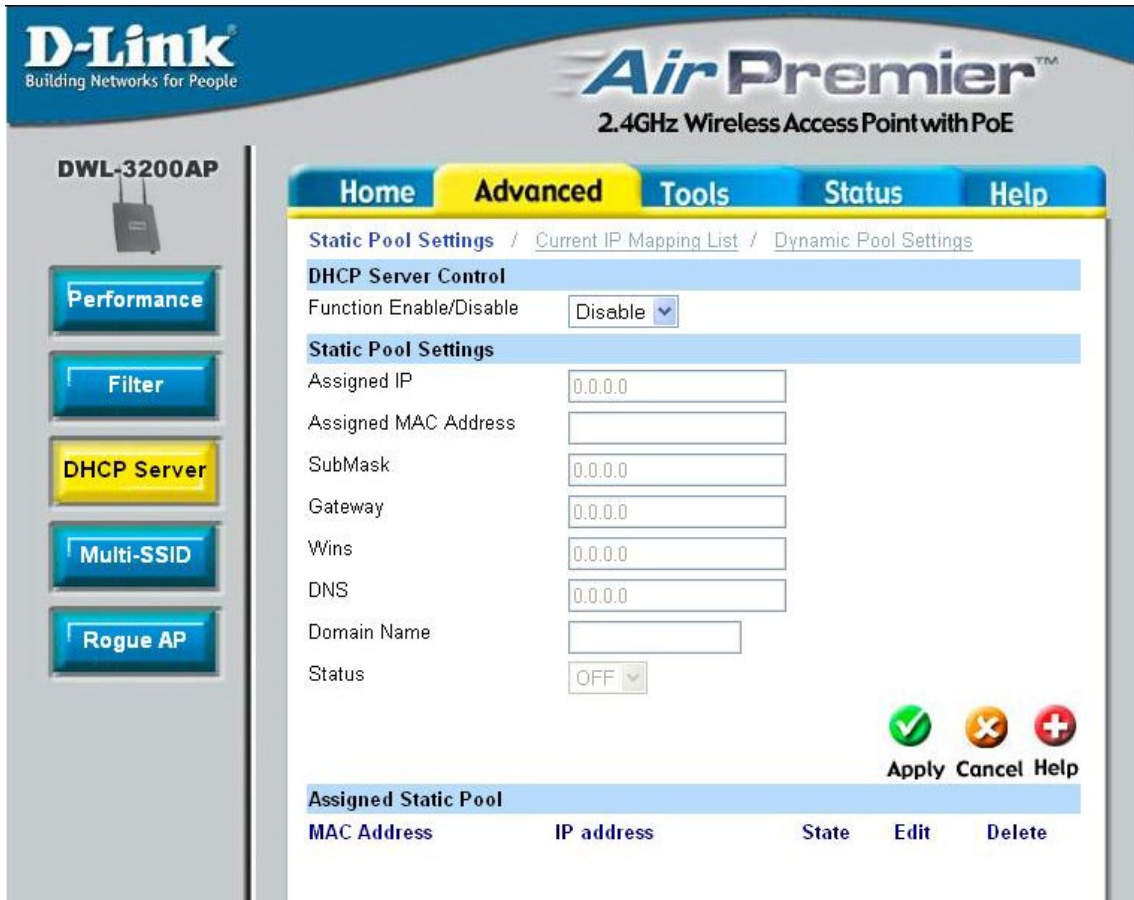 D-Link
Building Networks for People
AirPremier™
2.4GHz Wireless Access Point with PoE
DWL-3200AP
Home Advanced Tools Status Help
Performance
Filter
DHCP Server
Multi-SSID
Rogue AP
Static Pool Settings / Current IP Mapping List / Dynamic Pool Settings
DHCP Server Control
Function Enable/Disable Disable
Static Pool Settings
Assigned IP 0.0.0.0
Assigned MAC Address
SubMask 0.0.0.0
Gateway 0.0.0.0
Wins 0.0.0.0
DNS 0.0.0.0
Domain Name
Status OFF
Apply Cancel Help
Assigned Static Pool
MAC Address IP address State Edit Delete